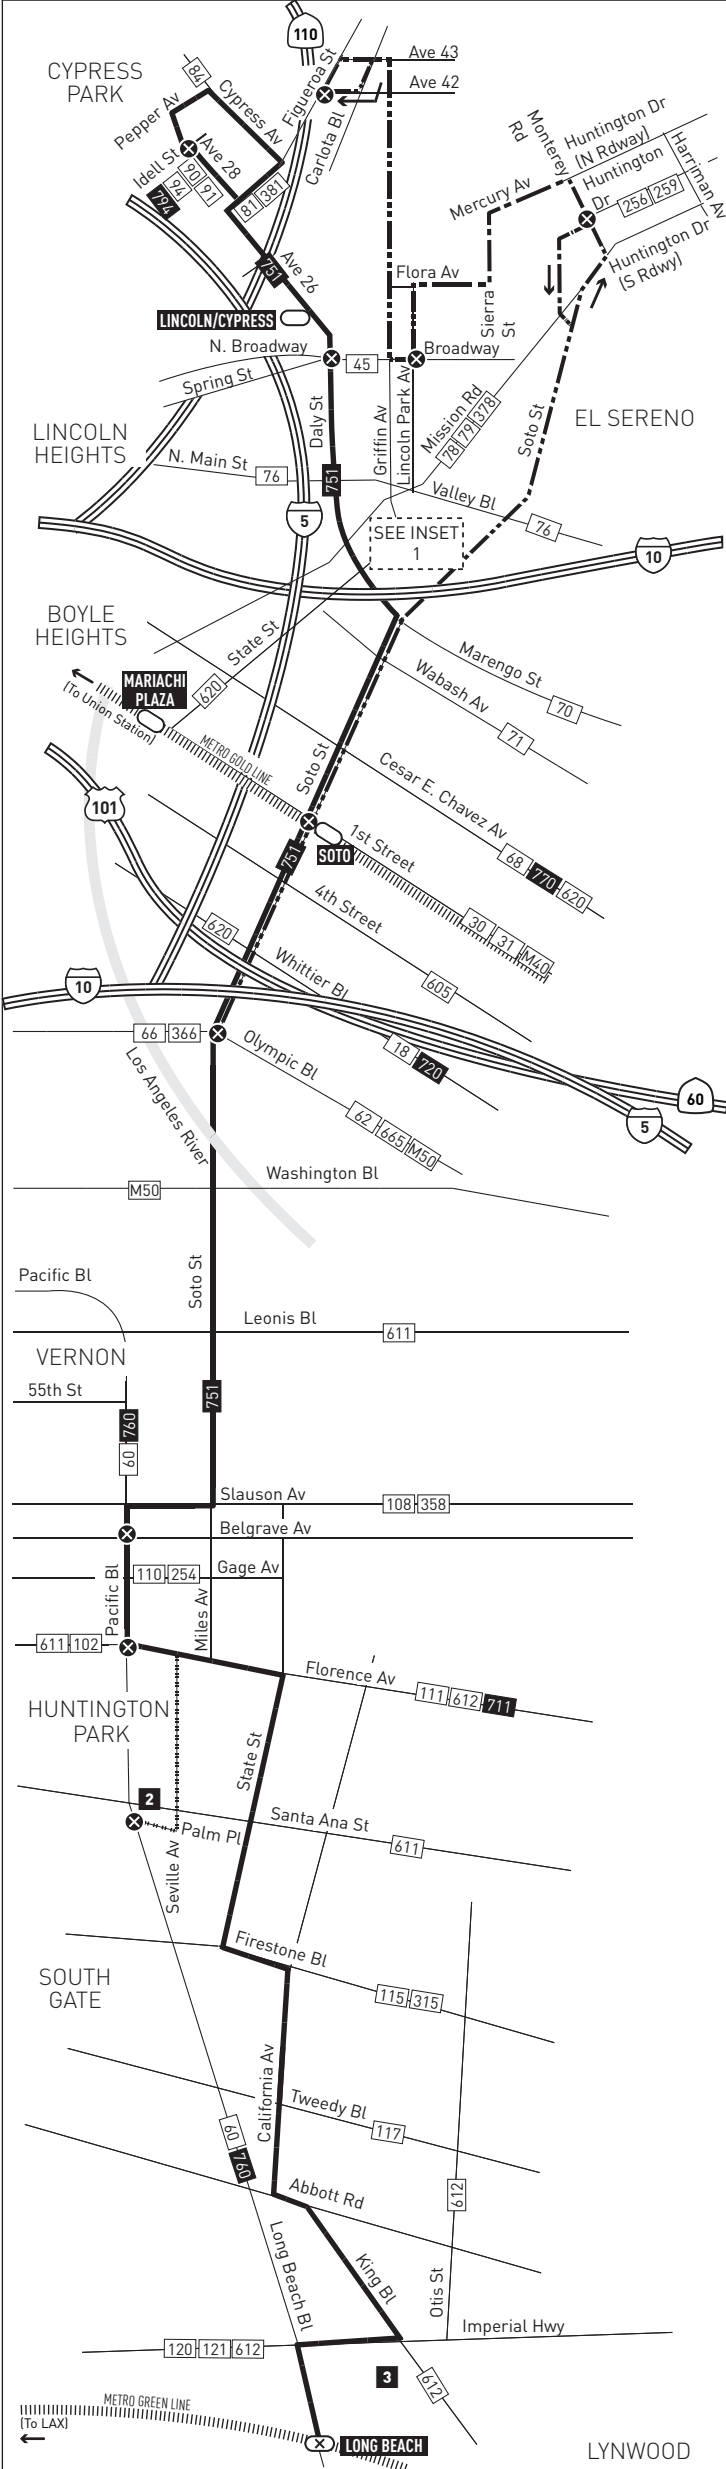 110
Ave 43
CYPRESS
PARK
84
Cypress Av
Figueroa St
Ave 42
Pepper Av
Carlota Bl
Monterey
Rd
Huntington Dr
(N Rdway)
Harriman Av
Idell St
Ave 28
90
91
94
794
81
381
Mercury Av
Huntington
Dr
256
259
Huntington Dr
(S Rdwy)
751
Ave 26
Flora Av
Sierra
St
LINCOLN/CYPRESS
N. Broadway
45
Broadway
Spring St
Daly St
Griffin Av
Lincoln Park Av
Mission Rd
78
79
378
Soto St
EL SERENO
LINCOLN
HEIGHTS
N. Main St
76
751
Valley Bl
76
5
SEE INSET
1
10
BOYLE
HEIGHTS
State St
Marengo St
70
Wabash Av
71
MARIACHI
PLAZA
620
(To Union Station)
METRO GOLD LINE
Soto St
Cesar E. Chavez Av
68
770
620
101
751
SOTO
1st Street
30
31
M40
4th Street
605
620
Whittier Bl
18
720
10
66
366
Olympic Bl
62
665
M50
60
5
Los Angeles River
Washington Bl
M50
Soto St
Pacific Bl
Leonis Bl
611
VERNON
55th St
751
760
60
Slauson Av
108
358
Belgrave Av
Pacific Bl
110
254
Gage Av
Miles Av
611
102
Florence Av
111
612
711
HUNTINGTON
PARK
State St
2
Santa Ana St
611
Palm Pl
Seville Av
Firestone Bl
115
315
SOUTH
GATE
California Av
Tweedy Bl
117
60
760
Abbott Rd
612
Long Beach Bl
King Bl
Otis St
Imperial Hwy
120
121
612
3
612
METRO GREEN LINE
(To LAX)
LONG BEACH
LYNWOOD